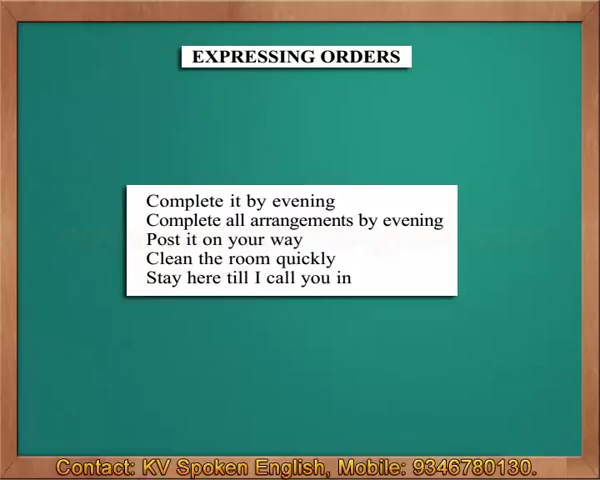 EXPRESSING ORDERS
Complete it by evening
Complete all arrangements by evening
Post it on your way
Clean the room quickly
Stay here till I call you in
Contact: KV Spoken English, Mobile: 9346780130.